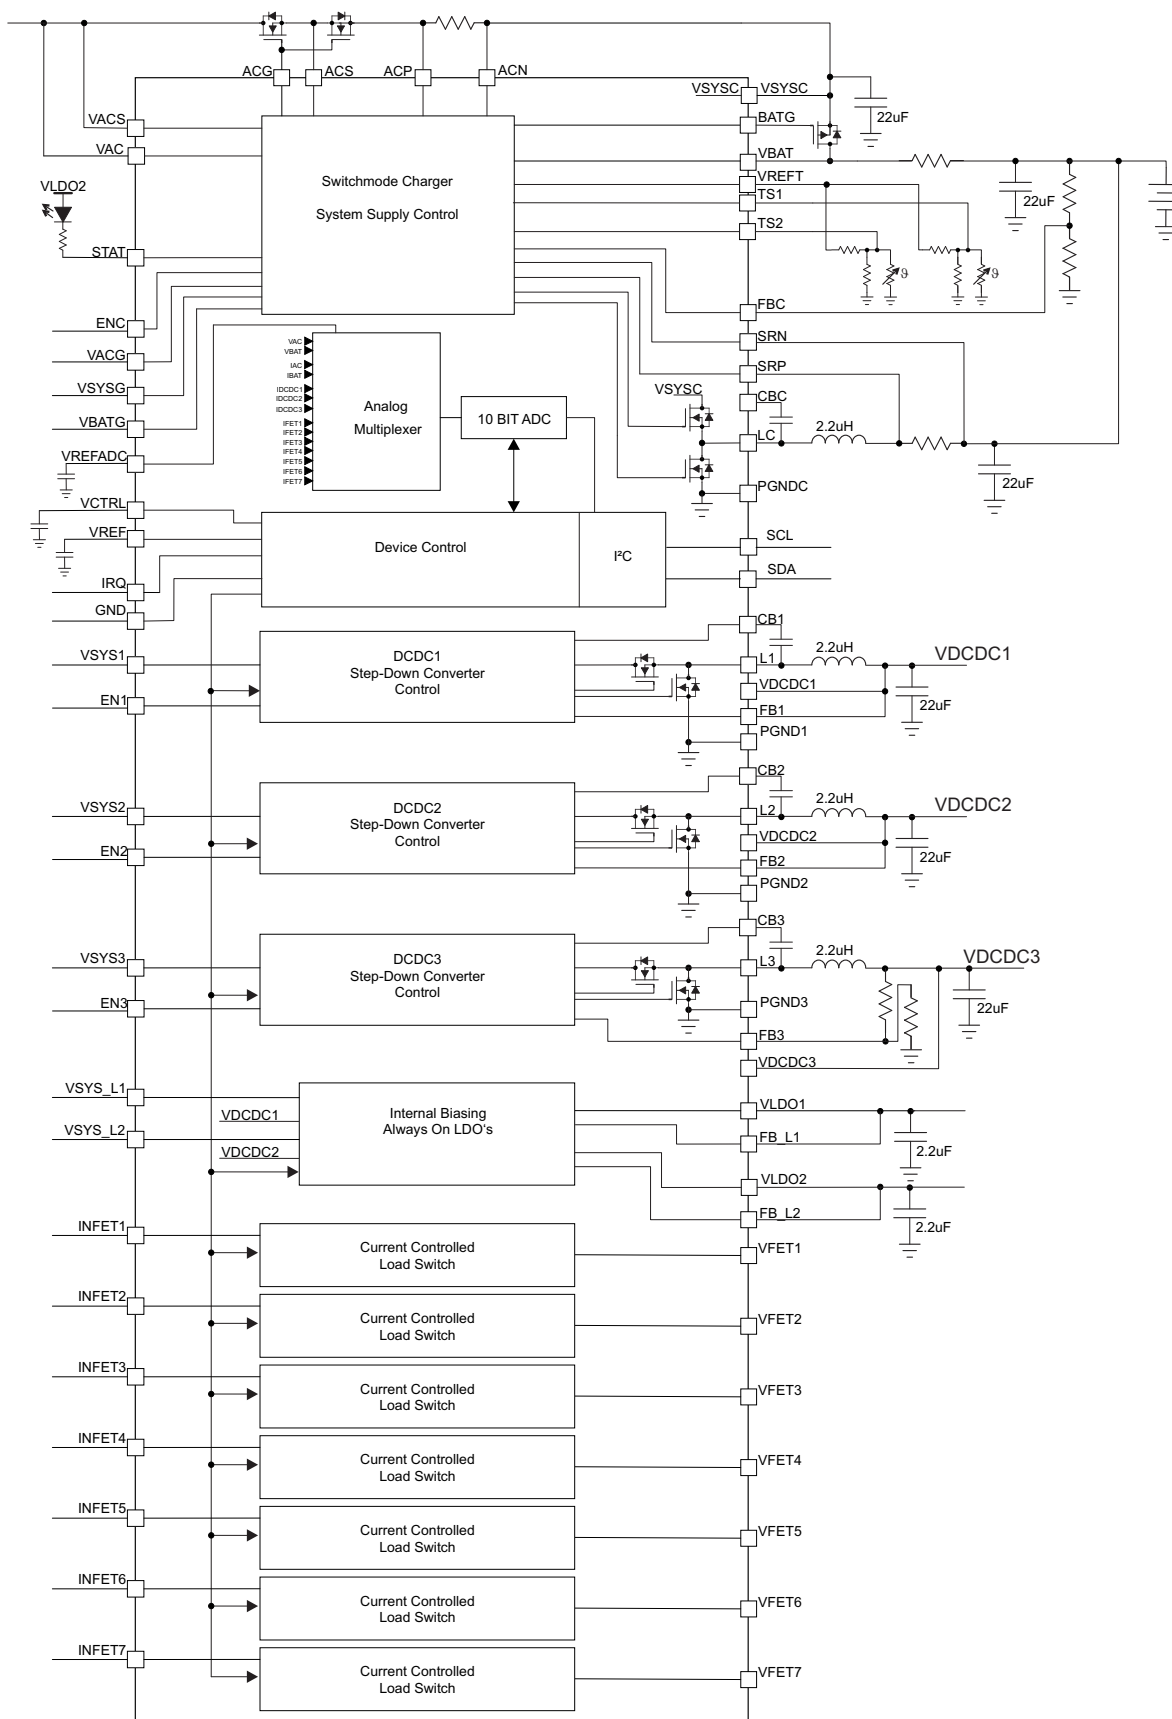 ACG
ACS
ACP
ACN
VSYSC
VSYSC
22uF
VACS
BATG
VAC
VBAT
Switchmode Charger
System Supply Control
VREFT
VLDO2
TS1
22uF
TS2
STAT
ϑ
ϑ
FBC
ENC
SRN
VACG
SRP
VSYSG
VSYSC
CBC
VBATG
LC
2.2uH
VREFADC
22uF
PGNDC
VAC
VBAT
IAC
IBAT
IDCDC1
IDCDC2
IDCDC3
IFET1
IFET2
IFET3
IFET4
IFET5
IFET6
IFET7
Analog
Multiplexer
10 BIT ADC
VCTRL
VREF
IRQ
GND
Device Control
I²C
SCL
SDA
CB1
VSYS1
DCDC1
Step-Down Converter
Control
L1
2.2uH
VDCDC1
VDCDC1
22uF
EN1
FB1
PGND1
CB2
VSYS2
DCDC2
Step-Down Converter
Control
L2
2.2uH
VDCDC2
VDCDC2
22uF
EN2
FB2
PGND2
CB3
VSYS3
DCDC3
Step-Down Converter
Control
L3
2.2uH
VDCDC3
EN3
PGND3
22uF
FB3
VDCDC3
VSYS_L1
VDCDC1
Internal Biasing
Always On LDO's
VLDO1
VSYS_L2
FB_L1
2.2uF
VDCDC2
VLDO2
FB_L2
2.2uF
INFET1
Current Controlled
Load Switch
VFET1
INFET2
Current Controlled
Load Switch
VFET2
INFET3
Current Controlled
Load Switch
VFET3
INFET4
Current Controlled
Load Switch
VFET4
INFET5
Current Controlled
Load Switch
VFET5
INFET6
Current Controlled
Load Switch
VFET6
INFET7
Current Controlled
Load Switch
VFET7